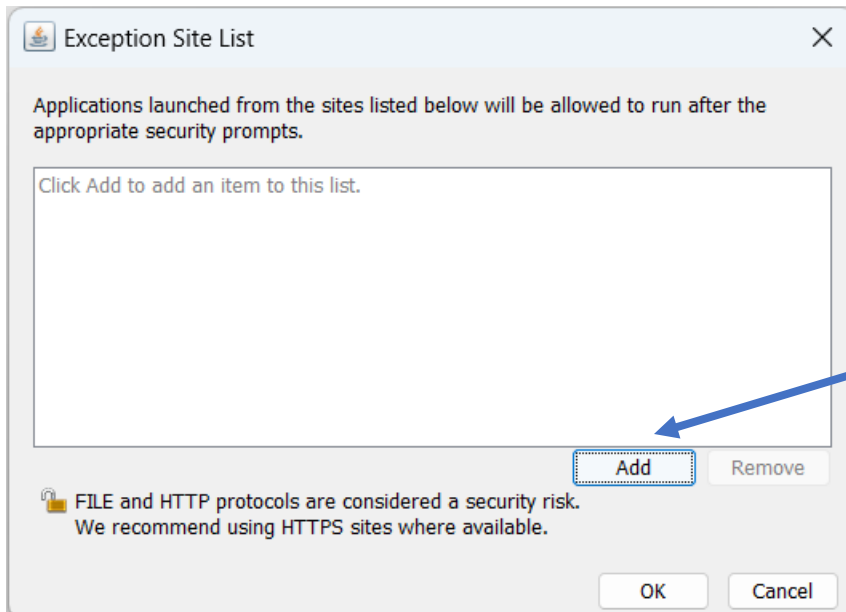 Exception Site List
Applications launched from the sites listed below will be allowed to run after the
appropriate security prompts.
Click Add to add an item to this list.
Add
Remove
FILE and HTTP protocols are considered a security risk.
We recommend using HTTPS sites where available.
OK
Cancel